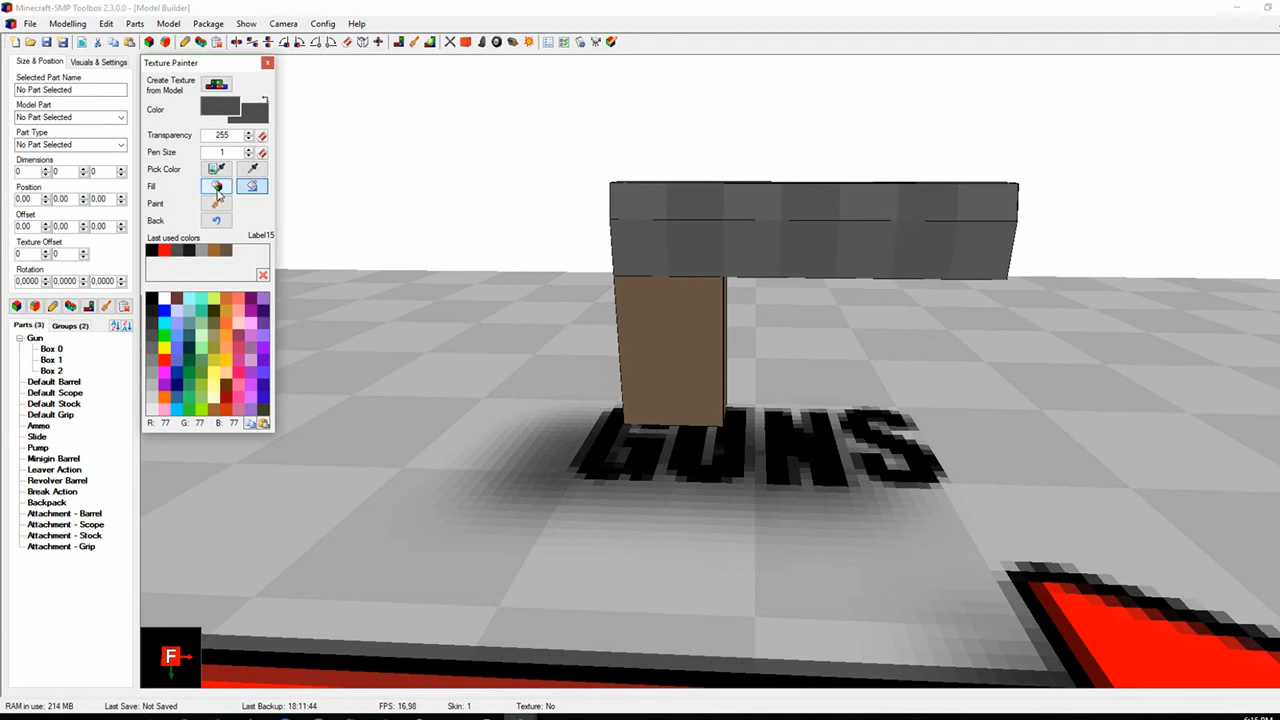 Minecraft-SMP Toolbox 2.3.0.0 - [Model Builder]
File Modelling Edit Parts Model Package Show Camera Config Help
Size & Position Visuals & Settings
Selected Part Name
No Part Selected
Model Part
No Part Selected
Part Type
No Part Selected
Dimensions
0 0 0
Position
0.00 0.00 0.00
Offset
0.00 0.00 0.00
Texture Offset
0 0
Rotation
0,0000 0,0000 0,0000
Parts (3) Groups (2)
Gun
Box 0
Box 1
Box 2
Default Barrel
Default Scope
Default Stock
Default Grip
Ammo
Slide
Pump
Minigin Barrel
Leaver Action
Revolver Barrel
Break Action
Backpack
Attachment - Barrel
Attachment - Scope
Attachment - Stock
Attachment - Grip
Texture Painter
Create Texture
from Model
Color
Transparency 255
Pen Size 1
Pick Color
Fill
Paint
Back
Label15
Last used colors
R: 77 G: 77 B: 77
GUNS
F
RAM in use: 214 MB Last Save: Not Saved Last Backup: 18:11:44 FPS: 16,98 Skin: 1 Texture: No